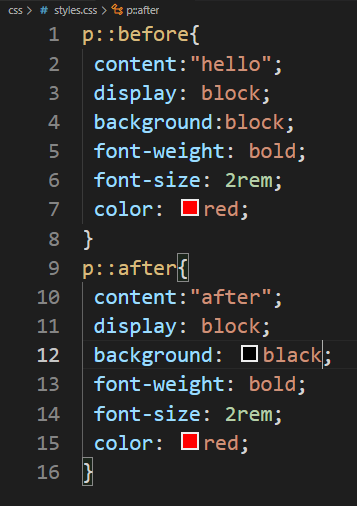 css > # styles.css > p::after
1 p::before{
2 content:"hello";
3 display: block;
4 background:block;
5 font-weight: bold;
6 font-size: 2rem;
7 color: red;
8 }
9 p::after{
10 content:"after";
11 display: block;
12 background: black;
13 font-weight: bold;
14 font-size: 2rem;
15 color: red;
16 }